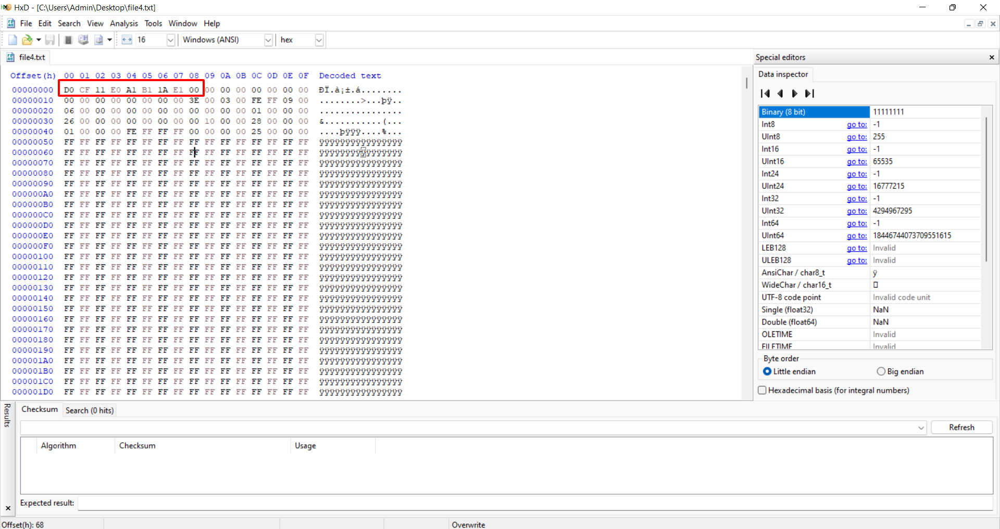 HxD - [C:\Users\Admin\Desktop\file4.txt]
File Edit Search View Analysis Tools Window Help
16 Windows (ANSI) hex
file4.txt
Offset(h) 00 01 02 03 04 05 06 07 08 09 0A 0B 0C 0D 0E 0F Decoded text
00000000 D0 CF 11 E0 A1 B1 1A E1 00 00 00 00 00 00 00 00 ÐÏ.à¡±.á........
00000010 00 00 00 00 00 00 00 00 3E 00 03 00 FE FF 09 00 ........>...þÿ..
00000020 06 00 00 00 00 00 00 00 00 00 00 00 01 00 00 00 ................
00000030 26 00 00 00 00 00 00 00 00 10 00 00 28 00 00 00 &...........(...
00000040 01 00 00 00 FE FF FF FF 00 00 00 00 25 00 00 00 ....þÿÿÿ....%...
00000050 FF FF FF FF FF FF FF FF FF FF FF FF FF FF FF FF ÿÿÿÿÿÿÿÿÿÿÿÿÿÿÿÿ
00000060 FF FF FF FF FF FF FF FF FF FF FF FF FF FF FF FF ÿÿÿÿÿÿÿÿÿÿÿÿÿÿÿÿ
00000070 FF FF FF FF FF FF FF FF FF FF FF FF FF FF FF FF ÿÿÿÿÿÿÿÿÿÿÿÿÿÿÿÿ
00000080 FF FF FF FF FF FF FF FF FF FF FF FF FF FF FF FF ÿÿÿÿÿÿÿÿÿÿÿÿÿÿÿÿ
00000090 FF FF FF FF FF FF FF FF FF FF FF FF FF FF FF FF ÿÿÿÿÿÿÿÿÿÿÿÿÿÿÿÿ
000000A0 FF FF FF FF FF FF FF FF FF FF FF FF FF FF FF FF ÿÿÿÿÿÿÿÿÿÿÿÿÿÿÿÿ
000000B0 FF FF FF FF FF FF FF FF FF FF FF FF FF FF FF FF ÿÿÿÿÿÿÿÿÿÿÿÿÿÿÿÿ
000000C0 FF FF FF FF FF FF FF FF FF FF FF FF FF FF FF FF ÿÿÿÿÿÿÿÿÿÿÿÿÿÿÿÿ
000000D0 FF FF FF FF FF FF FF FF FF FF FF FF FF FF FF FF ÿÿÿÿÿÿÿÿÿÿÿÿÿÿÿÿ
000000E0 FF FF FF FF FF FF FF FF FF FF FF FF FF FF FF FF ÿÿÿÿÿÿÿÿÿÿÿÿÿÿÿÿ
000000F0 FF FF FF FF FF FF FF FF FF FF FF FF FF FF FF FF ÿÿÿÿÿÿÿÿÿÿÿÿÿÿÿÿ
00000100 FF FF FF FF FF FF FF FF FF FF FF FF FF FF FF FF ÿÿÿÿÿÿÿÿÿÿÿÿÿÿÿÿ
00000110 FF FF FF FF FF FF FF FF FF FF FF FF FF FF FF FF ÿÿÿÿÿÿÿÿÿÿÿÿÿÿÿÿ
00000120 FF FF FF FF FF FF FF FF FF FF FF FF FF FF FF FF ÿÿÿÿÿÿÿÿÿÿÿÿÿÿÿÿ
00000130 FF FF FF FF FF FF FF FF FF FF FF FF FF FF FF FF ÿÿÿÿÿÿÿÿÿÿÿÿÿÿÿÿ
00000140 FF FF FF FF FF FF FF FF FF FF FF FF FF FF FF FF ÿÿÿÿÿÿÿÿÿÿÿÿÿÿÿÿ
00000150 FF FF FF FF FF FF FF FF FF FF FF FF FF FF FF FF ÿÿÿÿÿÿÿÿÿÿÿÿÿÿÿÿ
00000160 FF FF FF FF FF FF FF FF FF FF FF FF FF FF FF FF ÿÿÿÿÿÿÿÿÿÿÿÿÿÿÿÿ
00000170 FF FF FF FF FF FF FF FF FF FF FF FF FF FF FF FF ÿÿÿÿÿÿÿÿÿÿÿÿÿÿÿÿ
00000180 FF FF FF FF FF FF FF FF FF FF FF FF FF FF FF FF ÿÿÿÿÿÿÿÿÿÿÿÿÿÿÿÿ
00000190 FF FF FF FF FF FF FF FF FF FF FF FF FF FF FF FF ÿÿÿÿÿÿÿÿÿÿÿÿÿÿÿÿ
000001A0 FF FF FF FF FF FF FF FF FF FF FF FF FF FF FF FF ÿÿÿÿÿÿÿÿÿÿÿÿÿÿÿÿ
000001B0 FF FF FF FF FF FF FF FF FF FF FF FF FF FF FF FF ÿÿÿÿÿÿÿÿÿÿÿÿÿÿÿÿ
000001C0 FF FF FF FF FF FF FF FF FF FF FF FF FF FF FF FF ÿÿÿÿÿÿÿÿÿÿÿÿÿÿÿÿ
000001D0 FF FF FF FF FF FF FF FF FF FF FF FF FF FF FF FF ÿÿÿÿÿÿÿÿÿÿÿÿÿÿÿÿ
Special editors
Data inspector
Binary (8 bit) 11111111
Int8 go to: -1
UInt8 go to: 255
Int16 go to: -1
UInt16 go to: 65535
Int24 go to: -1
UInt24 go to: 16777215
Int32 go to: -1
UInt32 go to: 4294967295
Int64 go to: -1
UInt64 go to: 18446744073709551615
LEB128 go to: Invalid
ULEB128 go to: Invalid
AnsiChar / char8_t ÿ
WideChar / char16_t
UTF-8 code point Invalid code unit
Single (float32) NaN
Double (float64) NaN
OLETIME Invalid
FILETIME Invalid
Byte order
Little endian Big endian
Hexadecimal basis (for integral numbers)
Results
Checksum Search (0 hits)
Refresh
Algorithm Checksum Usage
Expected result:
Offset(h): 68 Overwrite